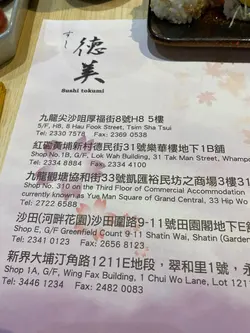 すし
德美
Sushi tokumi
九龍尖沙咀厚福街8號H8 5樓
5/F, H8, 8 Hau Fook Street, Tsim Sha Tsui
Tel: 2330 7578 Fax: 2369 0538
紅磡黃埔新村德民街31號樂華樓地下1B舖
Shop No.1B, G/F, Lok Wah Building, 31 Tak Man Street, Whampo
Tel: 2334 8884 Fax: 2334 4100
九龍觀塘協和街33號凱匯裕民坊之商場3樓31
Shop No. 310 on the Third Floor of Commercial Accommodation
currently known as Yue Man Square of Grand Central, 33 Hip Wo
Tel: 2722 6588
沙田(河畔花園)沙田圍路9-11號田園閣地下E
Shop E, G/F Greenfield Count 9-11 Shatin Wai, Shatin (Garden
Tel: 2341 0123 Fax: 2656 8123
新界大埔汀角路1211E地段，翠和里1號，永
Shop 1A, G/F, Wing Fax Building, 1 Chui Wo Lane, Lot 1211
Tel: 3446 1234 Fax: 2482 0083